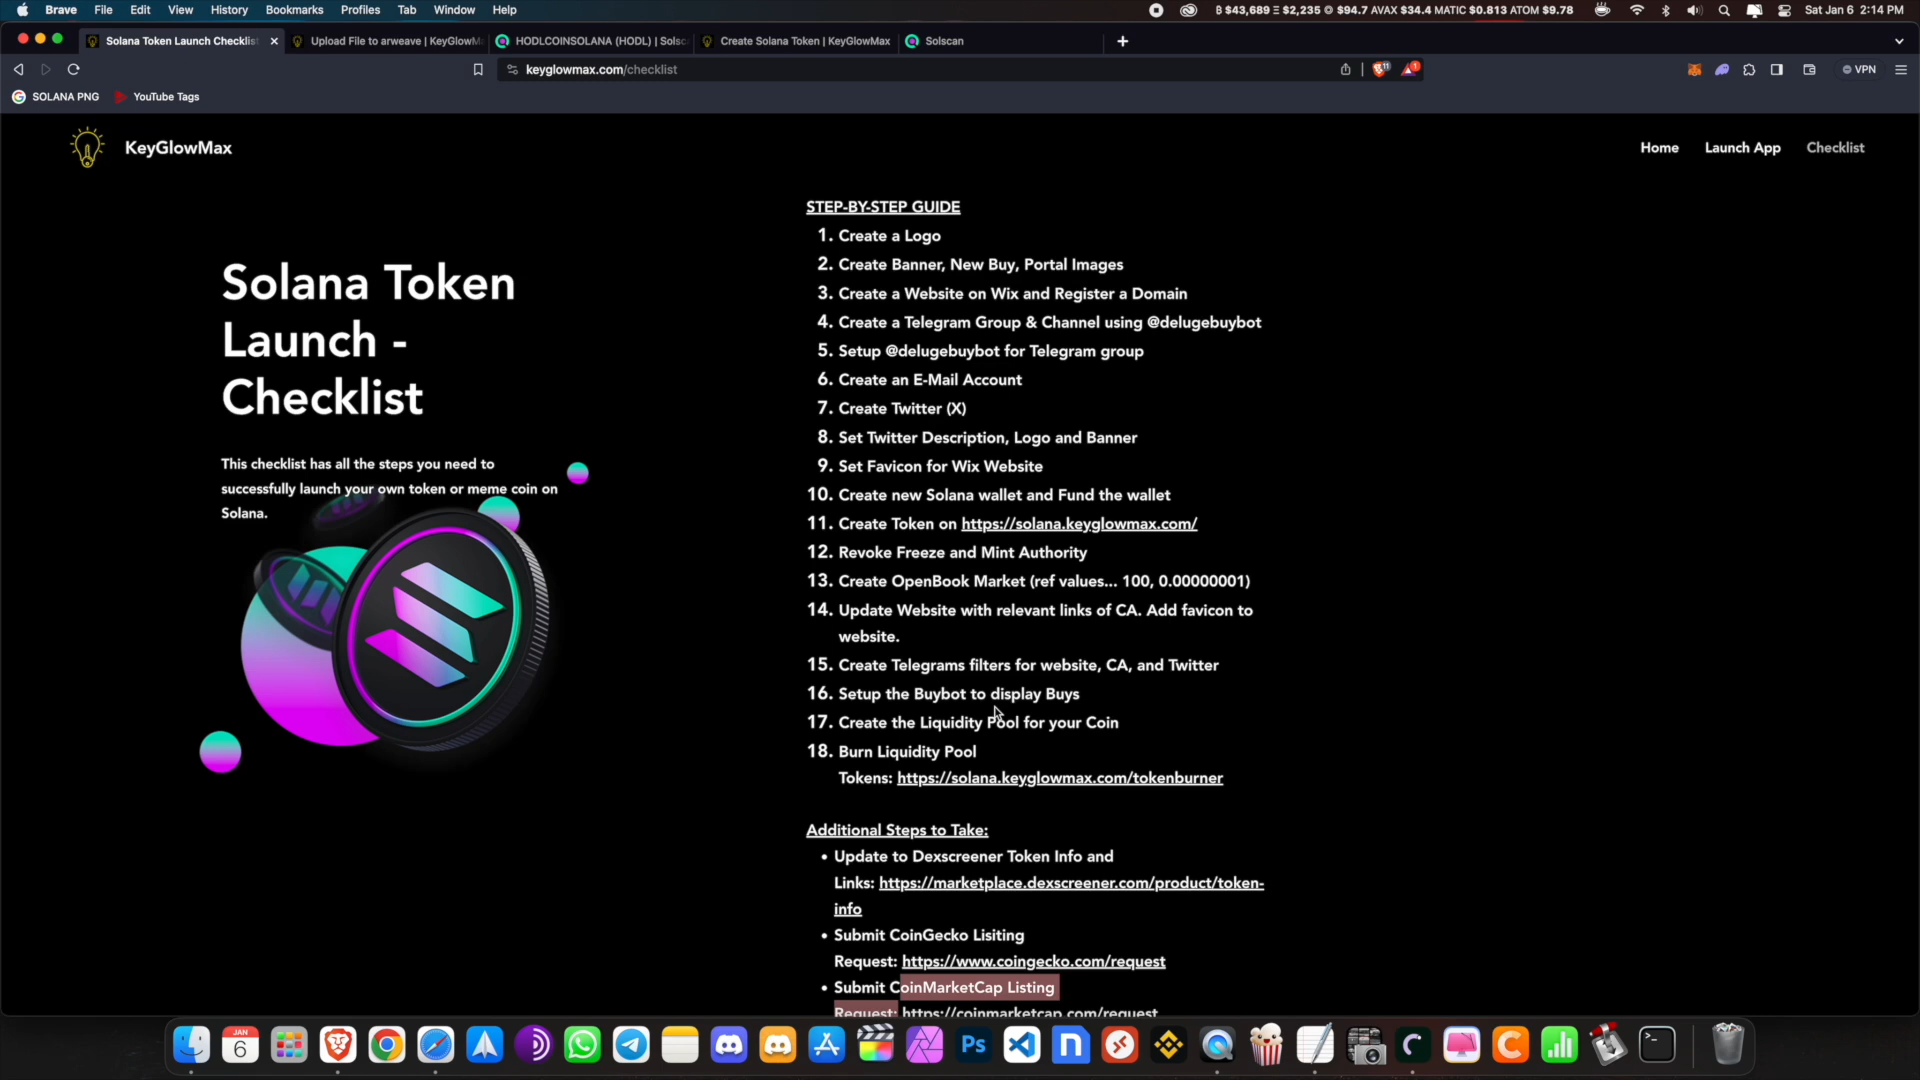 Brave File Edit View History Bookmarks Profiles Tab Window Help
฿ $43,689 Ξ $2,235 $94.7 AVAX $34.4 MATIC $0.813 ATOM $9.78 Sat Jan 6 2:14 PM
Solana Token Launch Checklist Upload File to arweave | KeyGlowM HODLCOINSOLANA (HODL) | Solsc Create Solana Token | KeyGlowMax Solscan
keyglowmax.com/checklist 11 1 VPN
SOLANA PNG YouTube Tags
KeyGlowMax Home Launch App Checklist
Solana Token
Launch -
Checklist
This checklist has all the steps you need to
successfully launch your own token or meme coin on
Solana.
STEP-BY-STEP GUIDE
1. Create a Logo
2. Create Banner, New Buy, Portal Images
3. Create a Website on Wix and Register a Domain
4. Create a Telegram Group & Channel using @delugebuybot
5. Setup @delugebuybot for Telegram group
6. Create an E-Mail Account
7. Create Twitter (X)
8. Set Twitter Description, Logo and Banner
9. Set Favicon for Wix Website
10. Create new Solana wallet and Fund the wallet
11. Create Token on https://solana.keyglowmax.com/
12. Revoke Freeze and Mint Authority
13. Create OpenBook Market (ref values... 100, 0.00000001)
14. Update Website with relevant links of CA. Add favicon to
website.
15. Create Telegrams filters for website, CA, and Twitter
16. Setup the Buybot to display Buys
17. Create the Liquidity Pool for your Coin
18. Burn Liquidity Pool
Tokens: https://solana.keyglowmax.com/tokenburner
Additional Steps to Take:
• Update to Dexscreener Token Info and
Links: https://marketplace.dexscreener.com/product/token-
info
• Submit CoinGecko Lisiting
Request: https://www.coingecko.com/request
• Submit CoinMarketCap Listing
Request: https://coinmarketcap.com/request
JAN
6
Ps